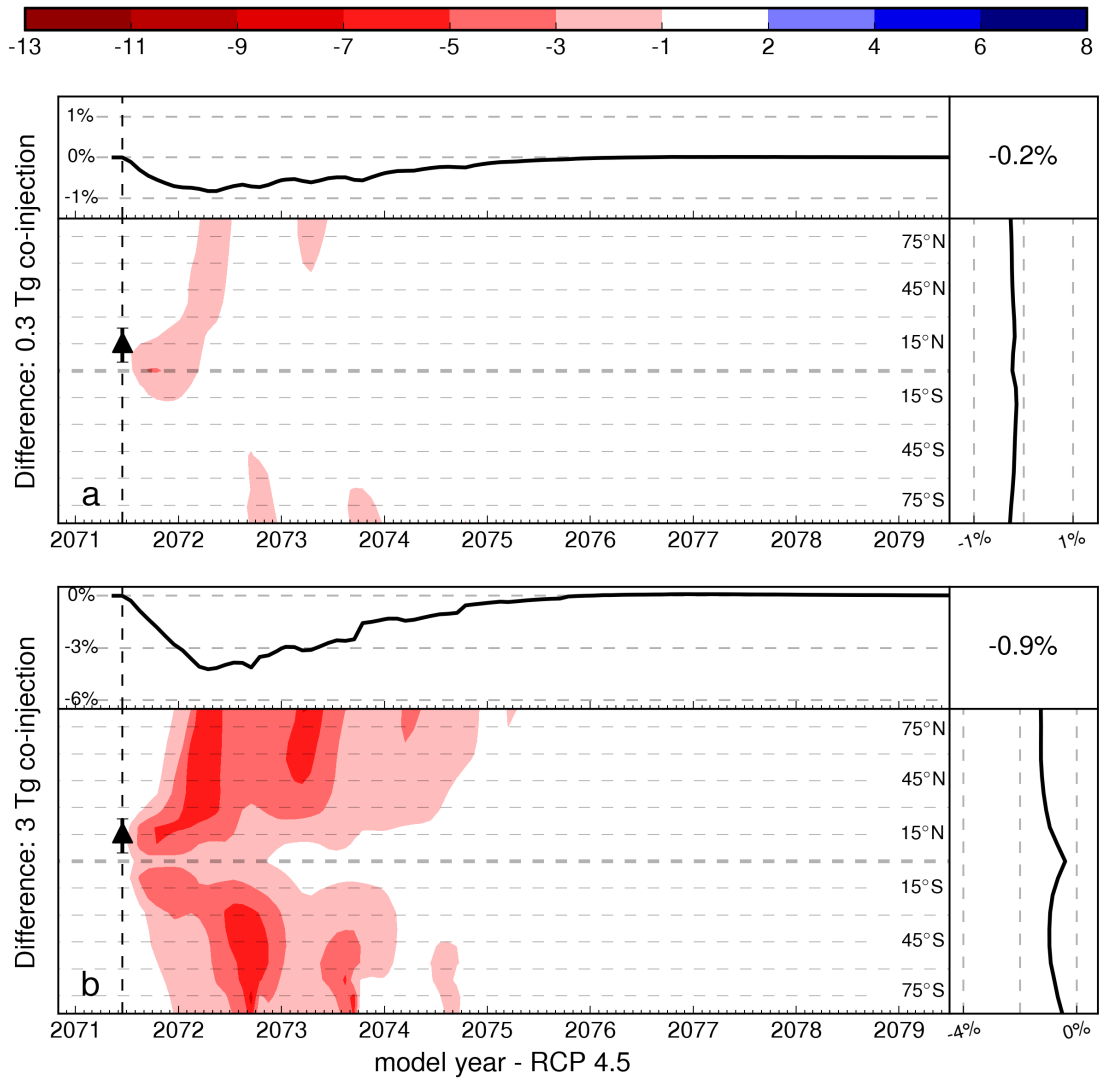 -13 -11 -9 -7 -5 -3 -1 2 4 6 8
1%
0%
-1%
-0.2%
Difference: 0.3 Tg co-injection
75°N
45°N
15°N
15°S
45°S
75°S
a
2071 2072 2073 2074 2075 2076 2077 2078 2079
-1% 1%
0%
-3%
-6%
-0.9%
Difference: 3 Tg co-injection
75°N
45°N
15°N
15°S
45°S
75°S
b
2071 2072 2073 2074 2075 2076 2077 2078 2079
-4% 0%
model year - RCP 4.5